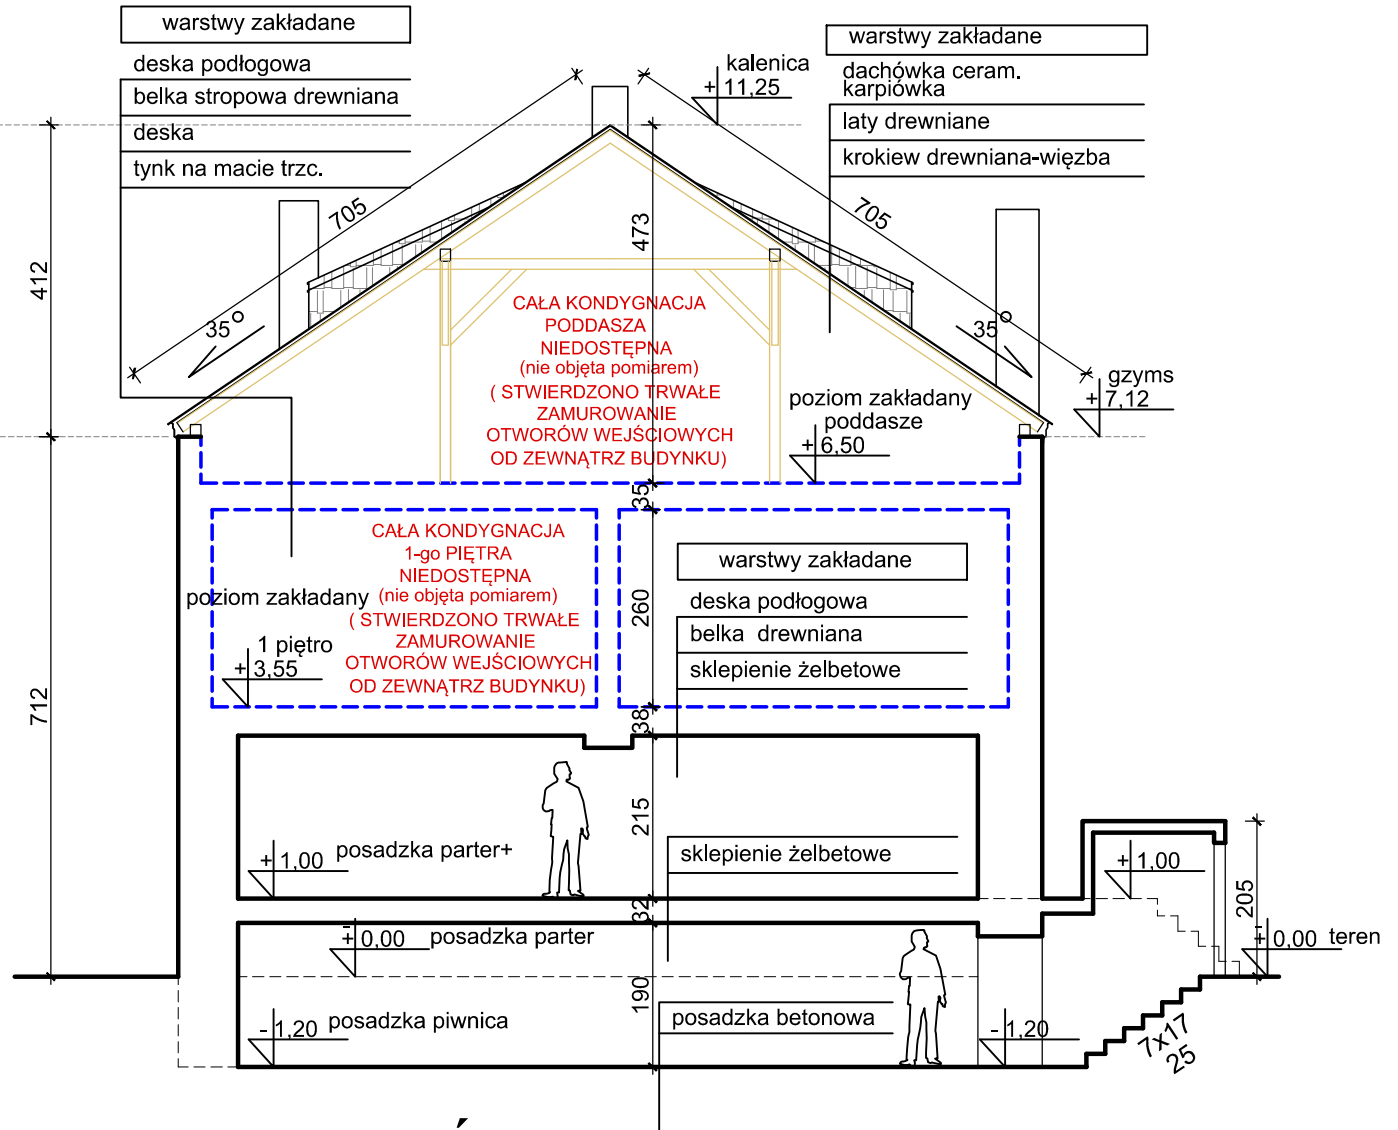 warstwy zakładane
deska podłogowa
belka stropowa drewniana
deska
tynk na macie trzc.
kalenica
+ 11,25
warstwy zakładane
dachówka ceram.
karpiówka
laty drewniane
krokiew drewniana-więzba
705
705
473
412
35°
35°
CAŁA KONDYGNACJA
PODDASZA
NIEDOSTĘPNA
(nie objęta pomiarem)
( STWIERDZONO TRWAŁE
ZAMUROWANIE
OTWORÓW WEJŚCIOWYCH
OD ZEWNĄTRZ BUDYNKU)
poziom zakładany
poddasze
+ 6,50
gzyms
+ 7,12
35
CAŁA KONDYGNACJA
1-go PIĘTRA
NIEDOSTĘPNA
(nie objęta pomiarem)
( STWIERDZONO TRWAŁE
ZAMUROWANIE
OTWORÓW WEJŚCIOWYCH
OD ZEWNĄTRZ BUDYNKU)
poziom zakładany
1 piętro
+ 3,55
260
warstwy zakładane
deska podłogowa
belka drewniana
sklepienie żelbetowe
712
38
215
+ 1,00 posadzka parter+
sklepienie żelbetowe
+ 1,00
205
32
± 0,00 posadzka parter
± 0,00 teren
190
- 1,20 posadzka piwnica
posadzka betonowa
- 1,20
7x17
25